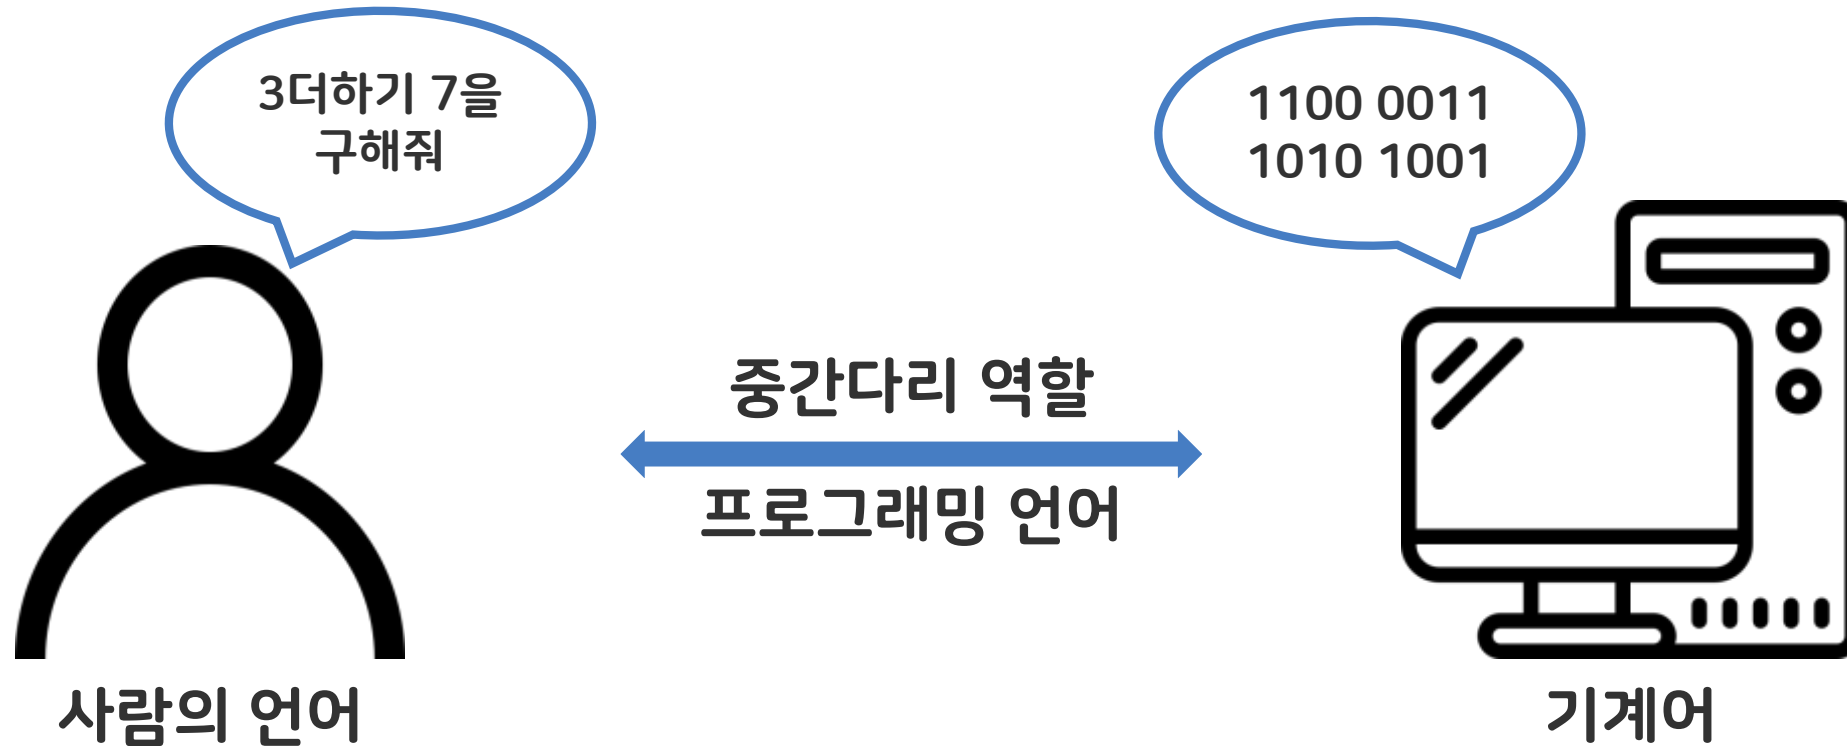 3더하기 7을
구해줘
1100 0011
1010 1001
중간다리 역할
프로그래밍 언어
사람의 언어
기계어